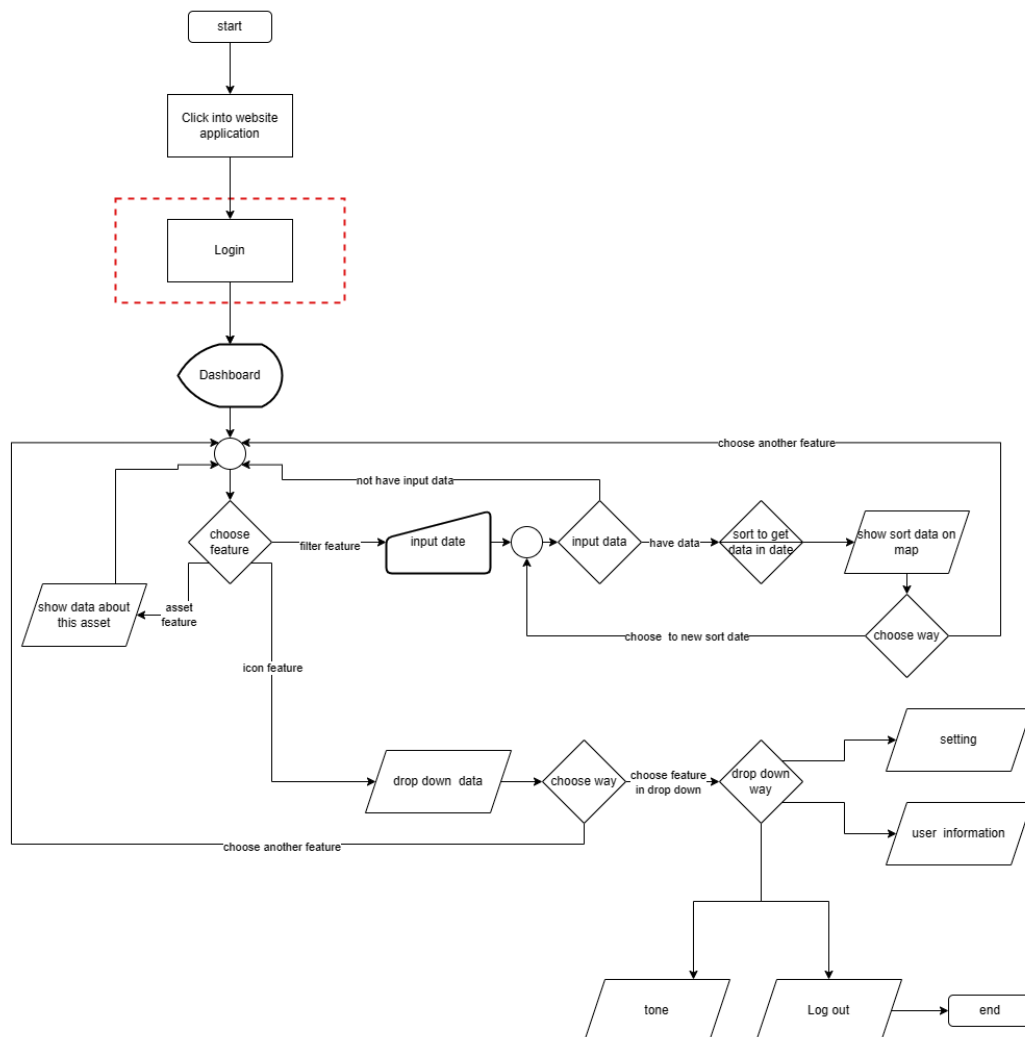 start
Click into website
application
Login
Dashboard
choose another feature
not have input data
choose
feature
filter feature
input date
input data
have data
sort to get
data in date
show sort data on
map
show data about
this asset
asset
feature
choose  to new sort date
choose way
icon feature
setting
drop down  data
choose way
choose feature
in drop down
drop down
way
user  information
choose another feature
tone
Log out
end